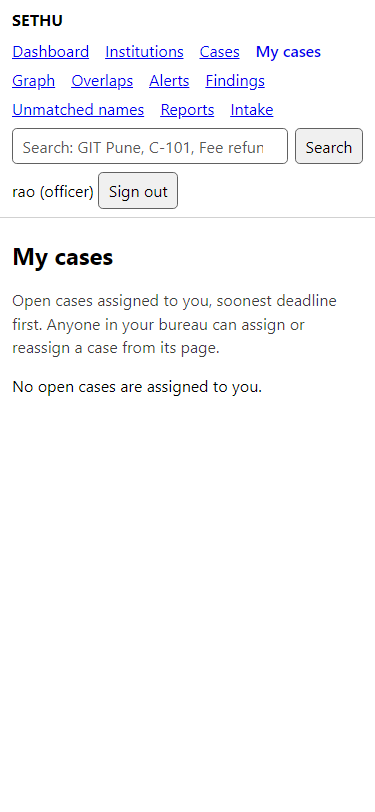 SETHU
Dashboard Institutions Cases My cases
Graph Overlaps Alerts Findings
Unmatched names Reports Intake
Search: GIT Pune, C-101, Fee refun Search
rao (officer) Sign out
My cases
Open cases assigned to you, soonest deadline
first. Anyone in your bureau can assign or
reassign a case from its page.
No open cases are assigned to you.